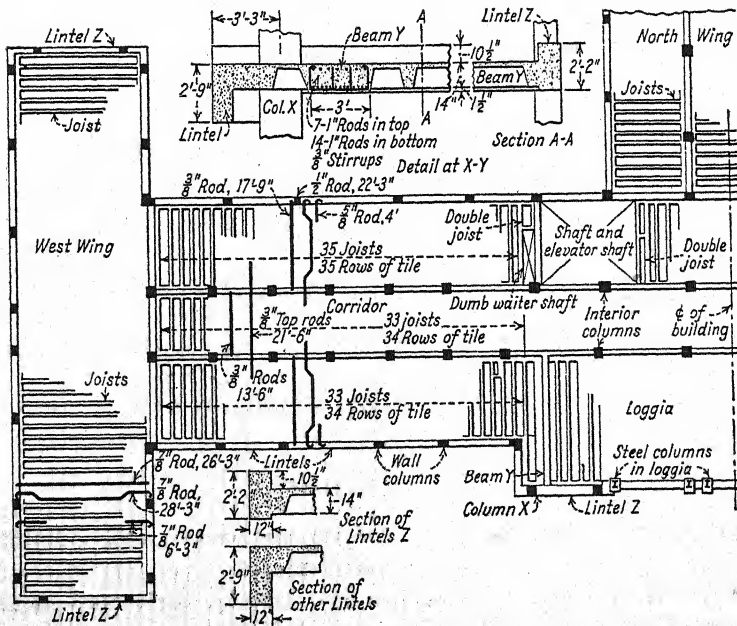 Lintel Z
3'-3"
Beam Y
A
Lintel Z
North Wing
10½"
2'-2"
2'-9"
Col. X
Beam Y
Joists
Joist
Lintel
3'
14"
1½"
A
7-1" Rods in top
14-1" Rods in bottom
⅜" Stirrups
Section A-A
Detail at X-Y
⅜" Rod, 17'-9"
½" Rod, 22'-3"
⅝" Rod, 4'
Double joist
Shaft and elevator shaft
Double joist
West Wing
35 Joists
35 Rows of tile
Corridor
Dumb waiter shaft
⅜" Top rods 21'-6"
33 joists
34 Rows of tile
Interior columns
₵ of building
⅜" Rods 13'-6"
Joists
33 Joists
34 Rows of tile
Loggia
⅞" Rod, 26'-3"
Lintels
Wall columns
Beam Y
Steel columns in loggia
⅞" Rod, 28'-3"
10½"
2'-2
14"
Column X
Lintel Z
⅞" Rod 6'-3"
12"
Section of Lintels Z
2'-9"
Section of other Lintels
12"
Lintel Z